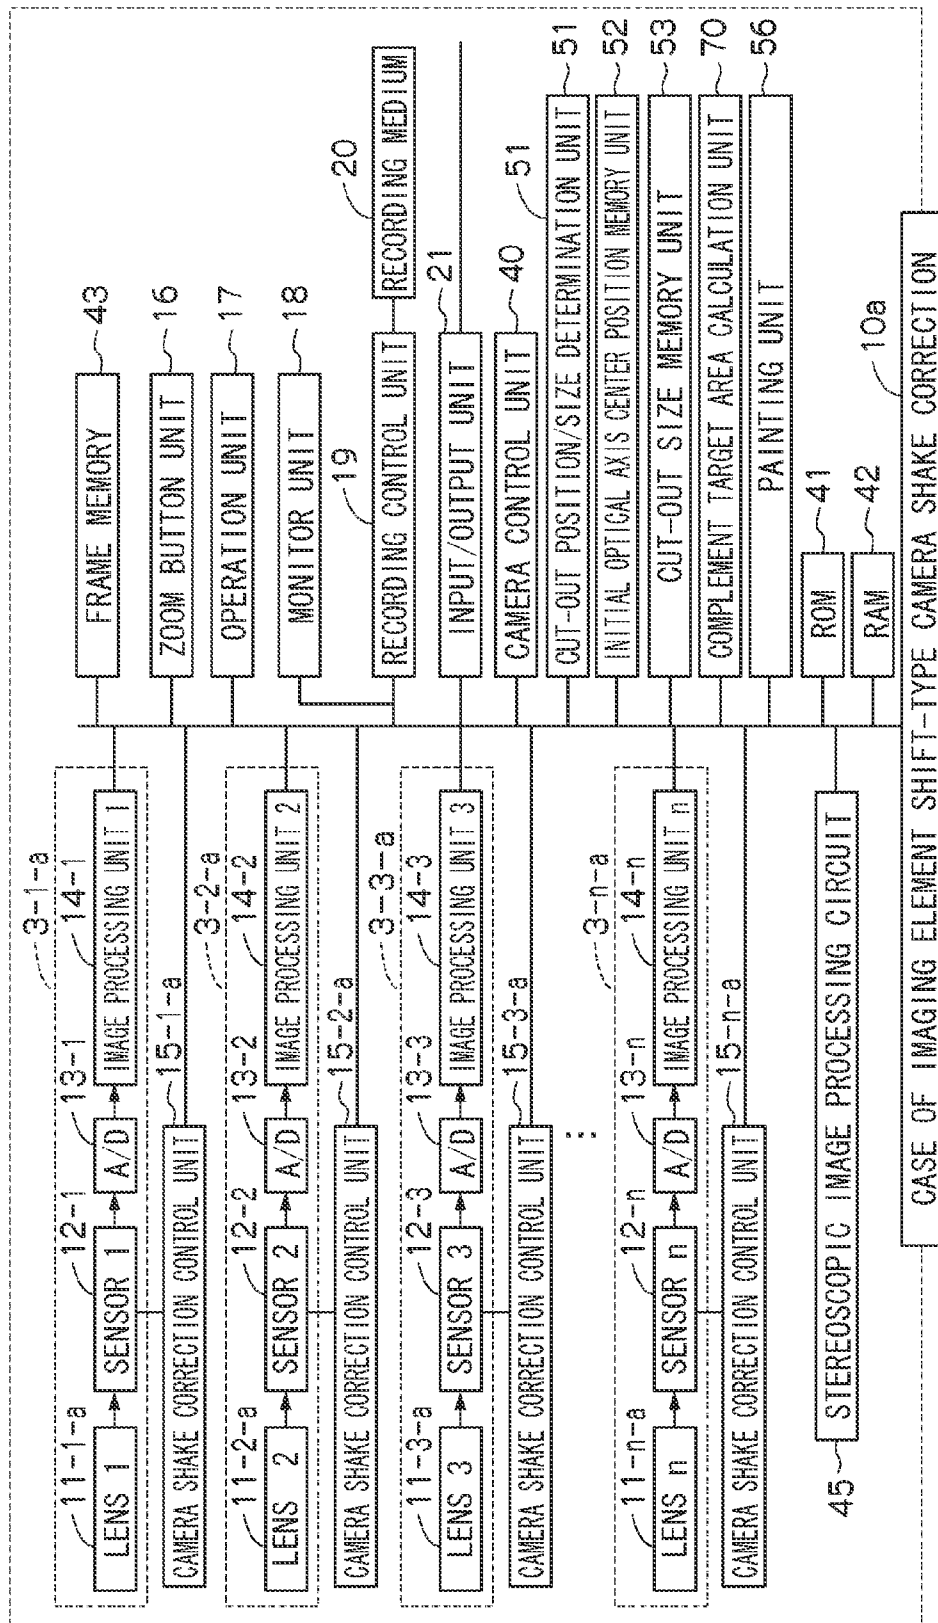 3-1-a
11-1-a
LENS 1
12-1
SENSOR 1
13-1
A/D
14-1
IMAGE PROCESSING UNIT 1
15-1-a
CAMERA SHAKE CORRECTION CONTROL UNIT
3-2-a
11-2-a
LENS 2
12-2
SENSOR 2
13-2
A/D
14-2
IMAGE PROCESSING UNIT 2
15-2-a
CAMERA SHAKE CORRECTION CONTROL UNIT
3-3-a
11-3-a
LENS 3
12-3
SENSOR 3
13-3
A/D
14-3
IMAGE PROCESSING UNIT 3
15-3-a
CAMERA SHAKE CORRECTION CONTROL UNIT
...
3-n-a
11-n-a
LENS n
12-n
SENSOR n
13-n
A/D
14-n
IMAGE PROCESSING UNIT n
15-n-a
CAMERA SHAKE CORRECTION CONTROL UNIT
45
STEREOSCOPIC IMAGE PROCESSING CIRCUIT
FRAME MEMORY
43
ZOOM BUTTON UNIT
16
OPERATION UNIT
17
MONITOR UNIT
18
19
RECORDING CONTROL UNIT
20
RECORDING MEDIUM
INPUT/OUTPUT UNIT
21
CAMERA CONTROL UNIT
40
CUT-OUT POSITION/SIZE DETERMINATION UNIT
51
51
INITIAL OPTICAL AXIS CENTER POSITION MEMORY UNIT
52
CUT-OUT SIZE MEMORY UNIT
53
COMPLEMENT TARGET AREA CALCULATION UNIT
70
PAINTING UNIT
56
ROM
41
RAM
42
10a
CASE OF IMAGING ELEMENT SHIFT-TYPE CAMERA SHAKE CORRECTION